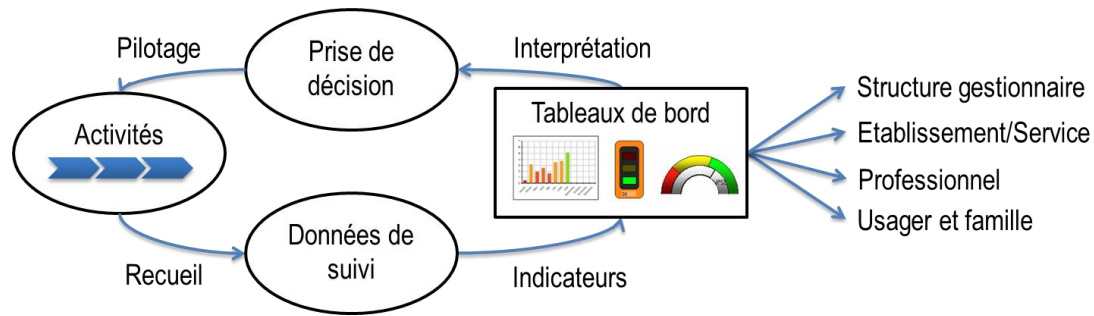 Pilotage
Prise de
décision
Interprétation
Activités
Tableaux de bord
Structure gestionnaire
Etablissement/Service
Professionnel
Usager et famille
Données de
suivi
Recueil
Indicateurs